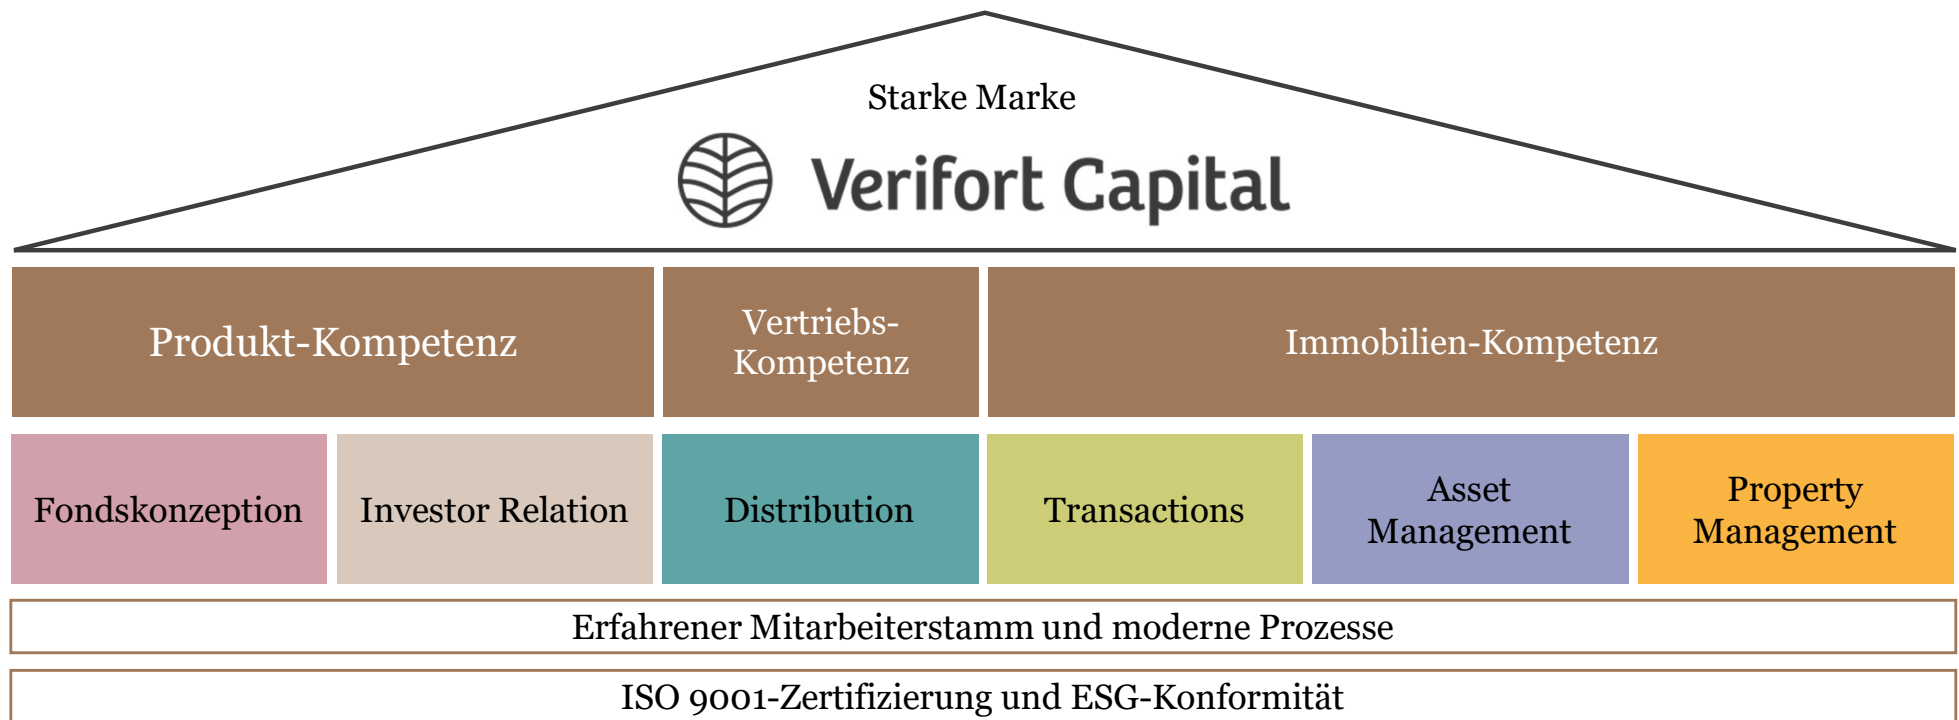 Starke Marke
Verifort Capital
Produkt-Kompetenz
Vertriebs-
Kompetenz
Immobilien-Kompetenz
Fondskonzeption
Investor Relation
Distribution
Transactions
Asset
Management
Property
Management
Erfahrener Mitarbeiterstamm und moderne Prozesse
ISO 9001-Zertifizierung und ESG-Konformität